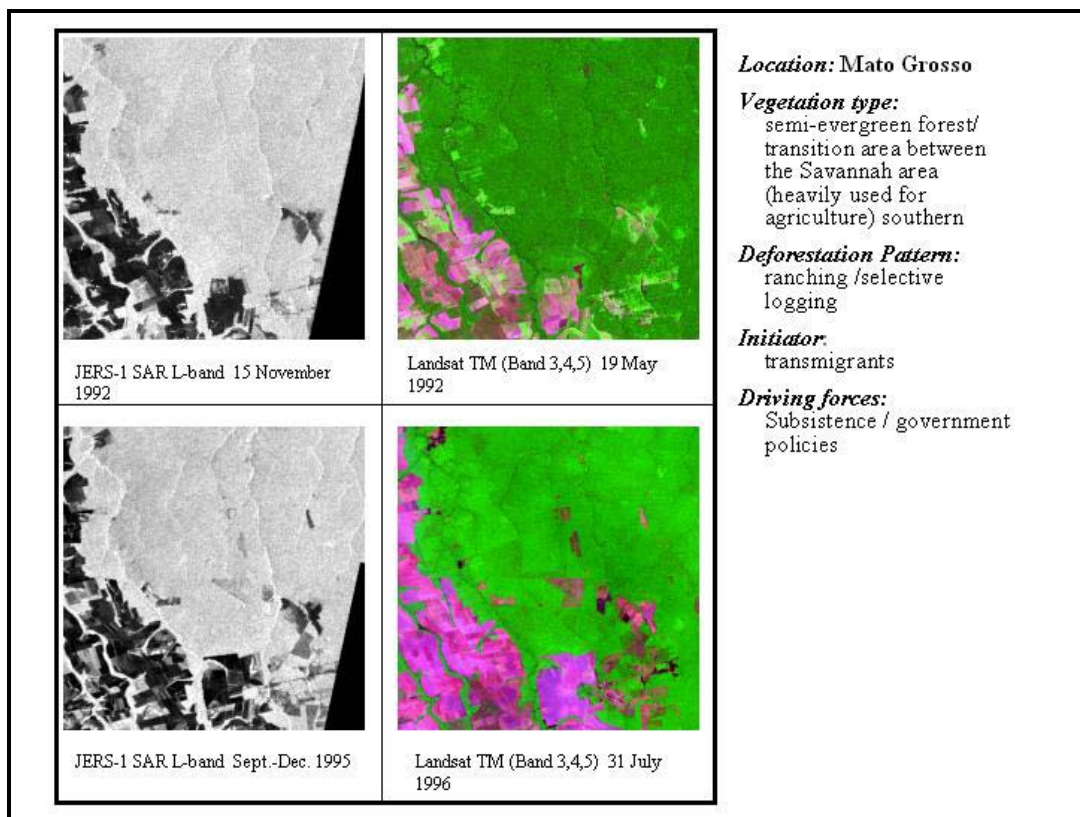 JERS-1 SAR L-band 15 November
1992
Landsat TM (Band 3,4,5) 19 May
1992
JERS-1 SAR L-band Sept.-Dec. 1995
Landsat TM (Band 3,4,5) 31 July
1996
Location: Mato Grosso
Vegetation type:
semi-evergreen forest/
transition area between
the Savannah area
(heavily used for
agriculture) southern
Deforestation Pattern:
ranching /selective
logging
Initiator:
transmigrants
Driving forces:
Subsistence / government
policies